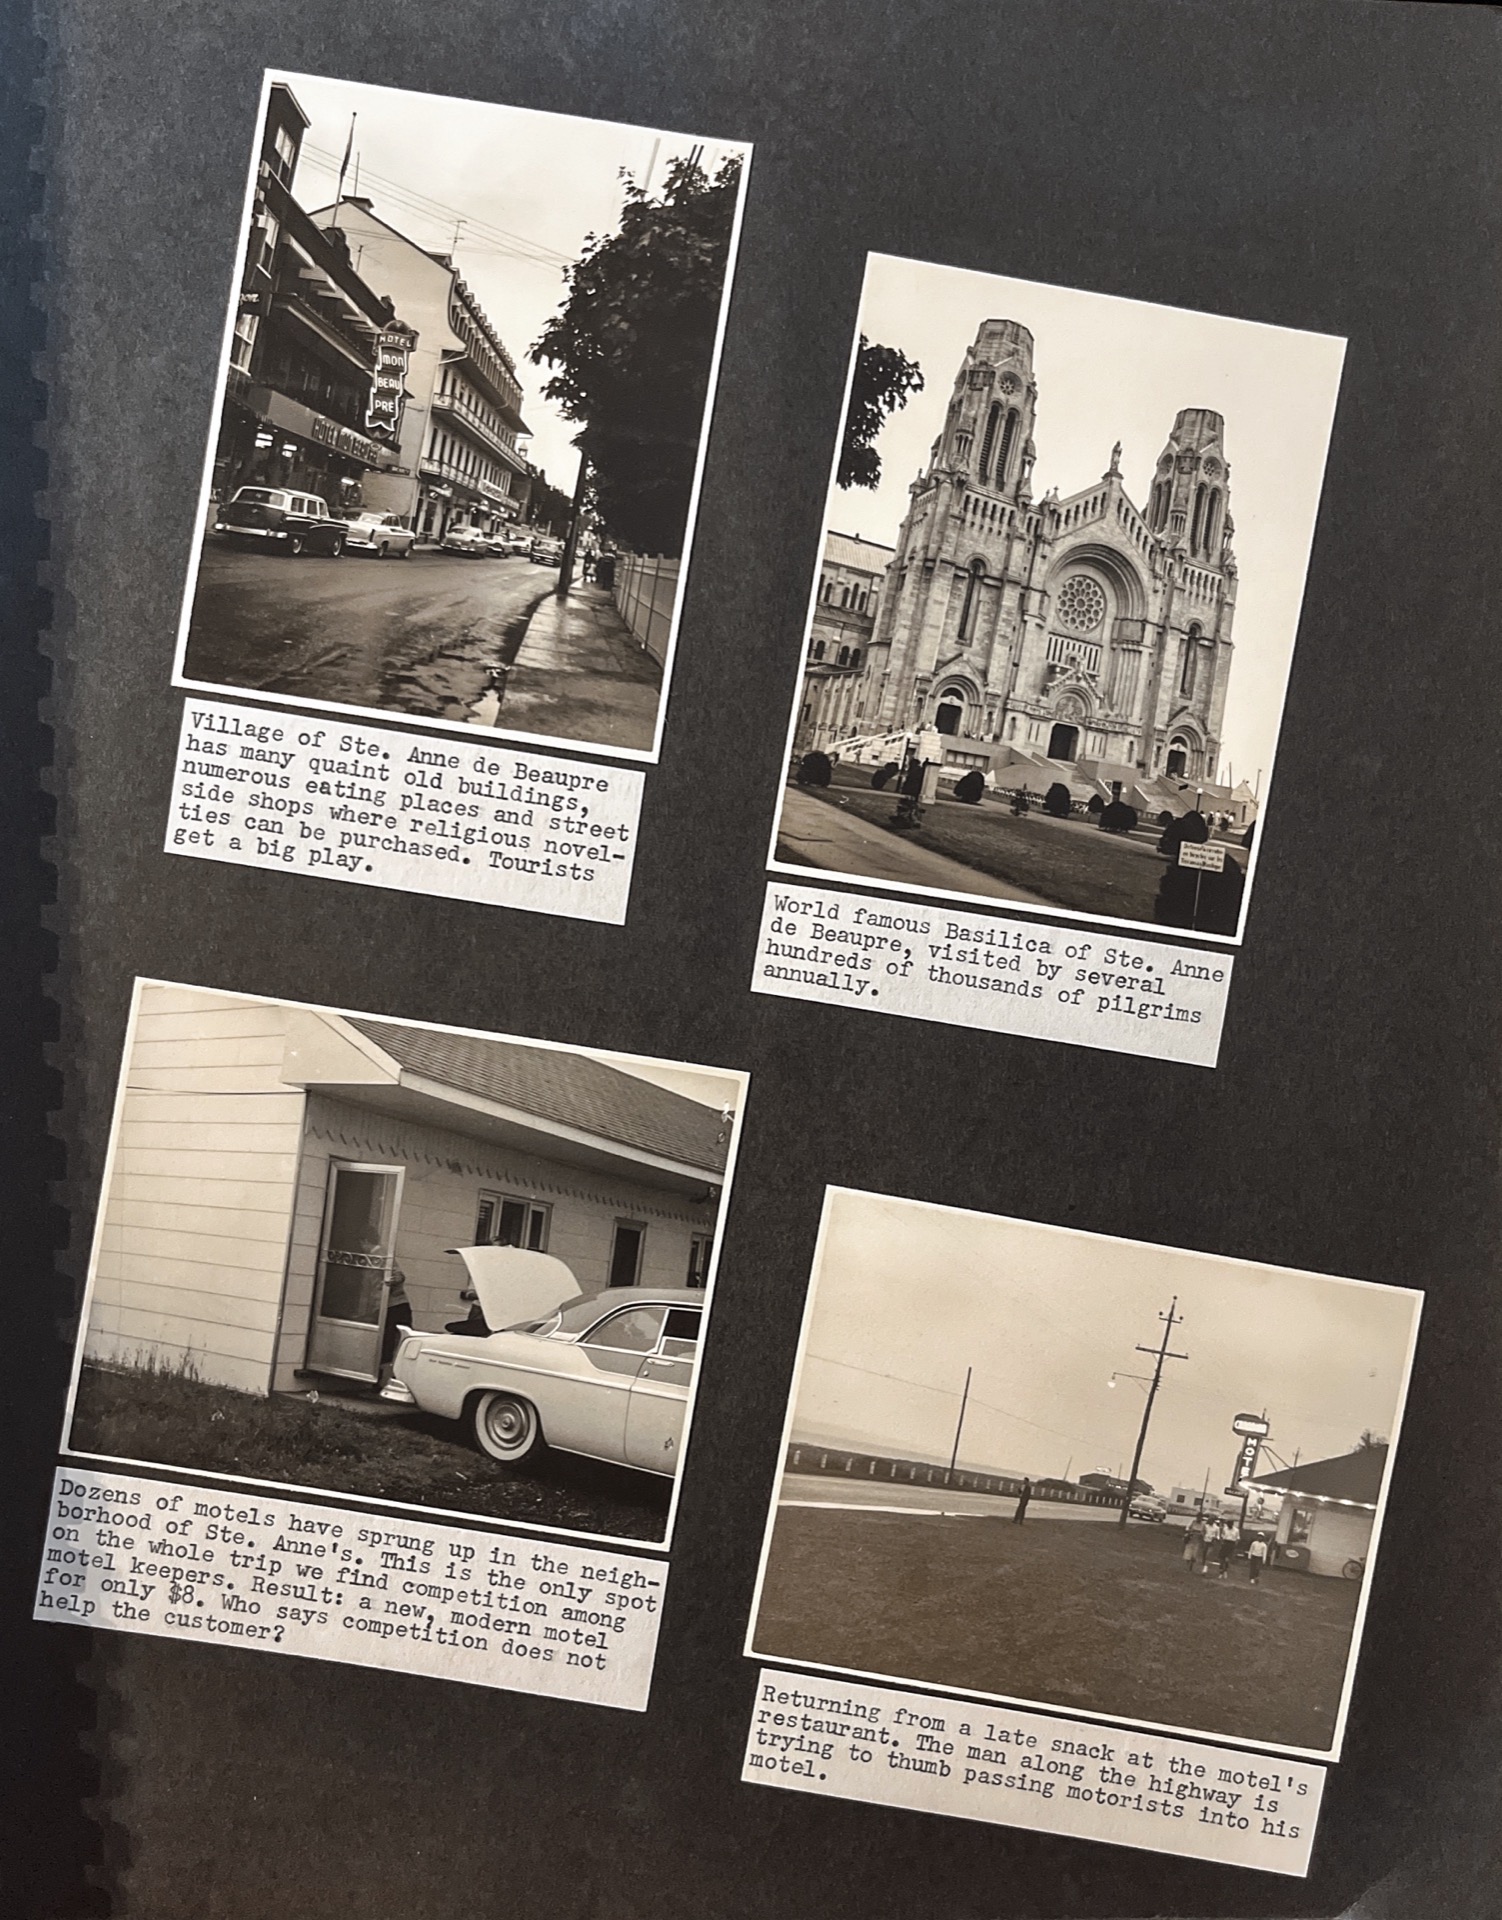 HOTEL
MON
BEAU
PRÉ
HOTEL MON BEAU PRE
Village of Ste. Anne de Beaupre
has many quaint old buildings,
numerous eating places and street
side shops where religious novel-
ties can be purchased. Tourists
get a big play.
World famous Basilica of Ste. Anne
de Beaupre, visited by several
hundreds of thousands of pilgrims
annually.
Dozens of motels have sprung up in the neigh-
borhood of Ste. Anne's. This is the only spot
on the whole trip we find competition among
motel keepers. Result: a new, modern motel
for only $8. Who says competition does not
help the customer?
MOTEL
Returning from a late snack at the motel's
restaurant. The man along the highway is
trying to thumb passing motorists into his
motel.